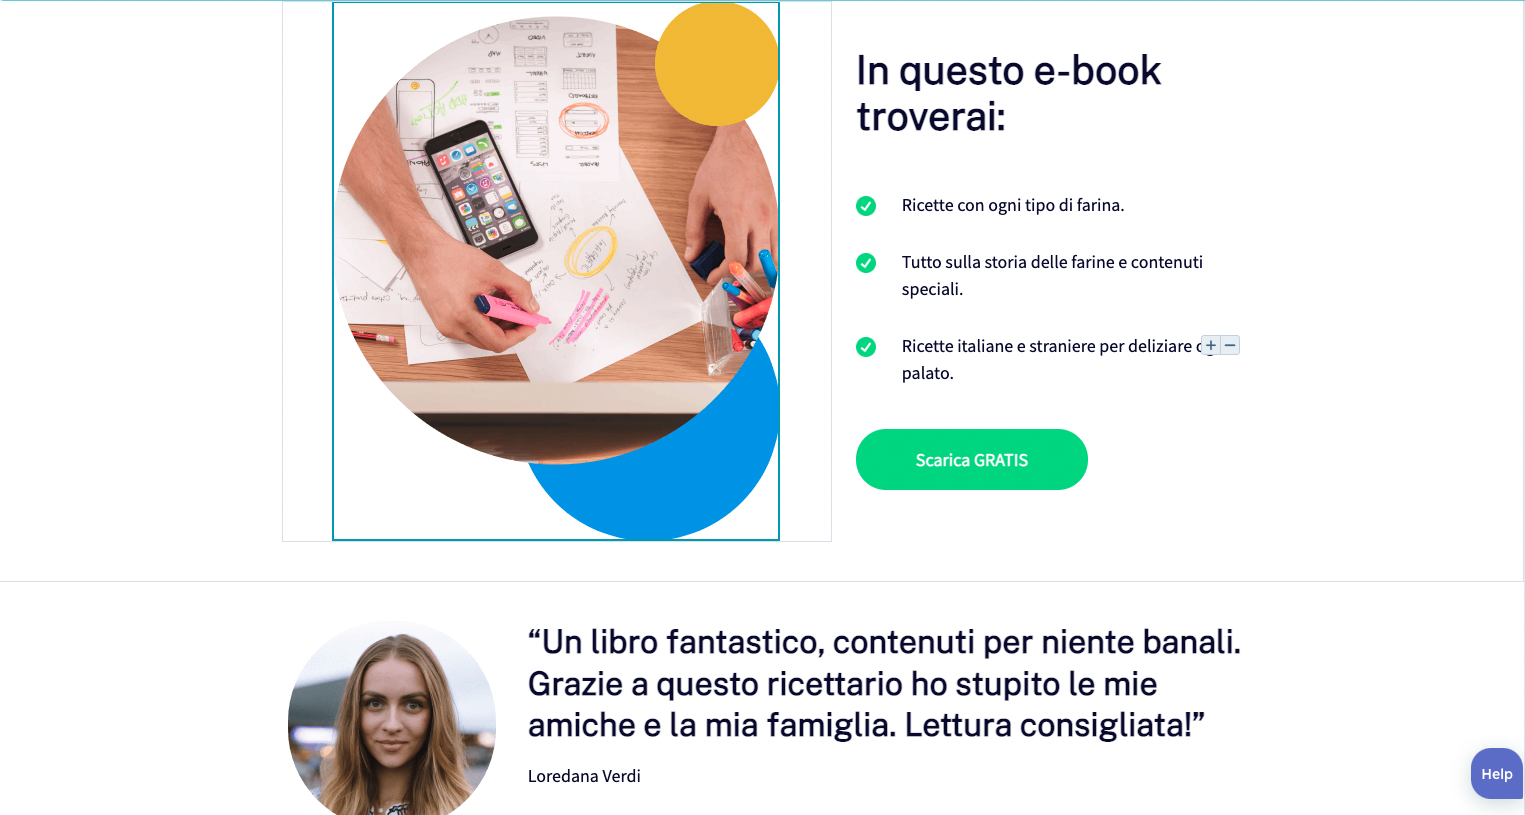 In questo e-book
troverai:
Ricette con ogni tipo di farina.
Tutto sulla storia delle farine e contenuti
speciali.
Ricette italiane e straniere per deliziare
palato.
Scarica GRATIS
“Un libro fantastico, contenuti per niente banali.
Grazie a questo ricettario ho stupito le mie
amiche e la mia famiglia. Lettura consigliata!”
Loredana Verdi
Help